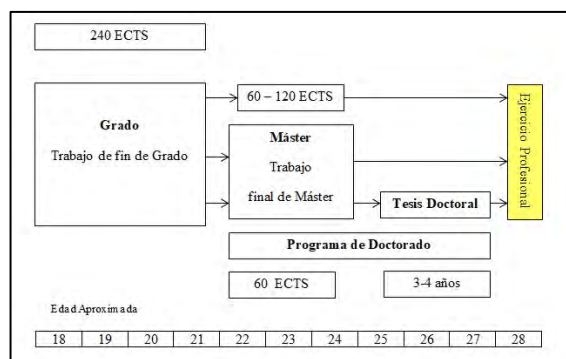 240 ECTS
Grado
Trabajo de fin de Grado
60 – 120 ECTS
Máster
Trabajo
final de Máster
Tesis Doctoral
Ejercicio Profesional
Programa de Doctorado
60 ECTS
3-4 años
Edad Aproximada
18 19 20 21 22 23 24 25 26 27 28